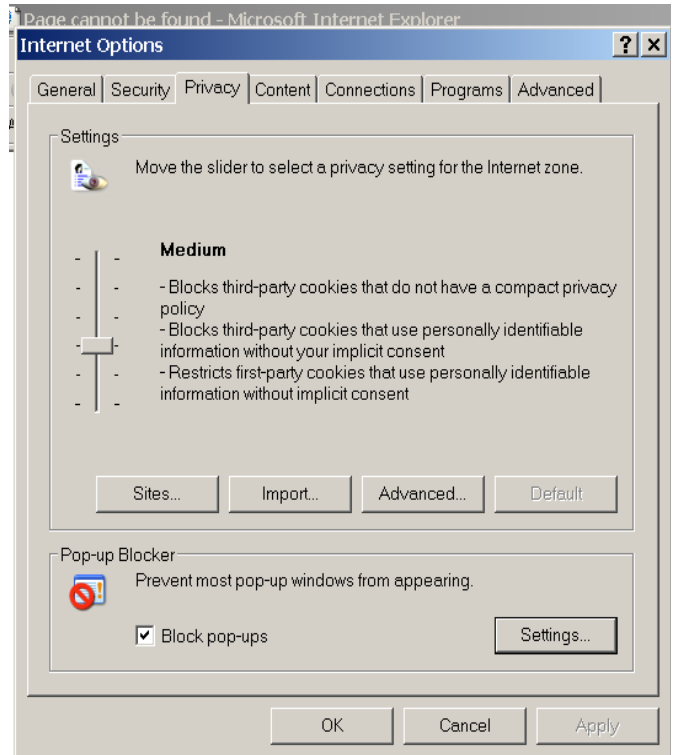 Page cannot be found - Microsoft Internet Explorer
Internet Options
General Security Privacy Content Connections Programs Advanced
Settings
Move the slider to select a privacy setting for the Internet zone.
Medium
- Blocks third-party cookies that do not have a compact privacy
policy
- Blocks third-party cookies that use personally identifiable
information without your implicit consent
- Restricts first-party cookies that use personally identifiable
information without implicit consent
Sites... Import... Advanced... Default
Pop-up Blocker
Prevent most pop-up windows from appearing.
Block pop-ups
Settings...
OK Cancel Apply